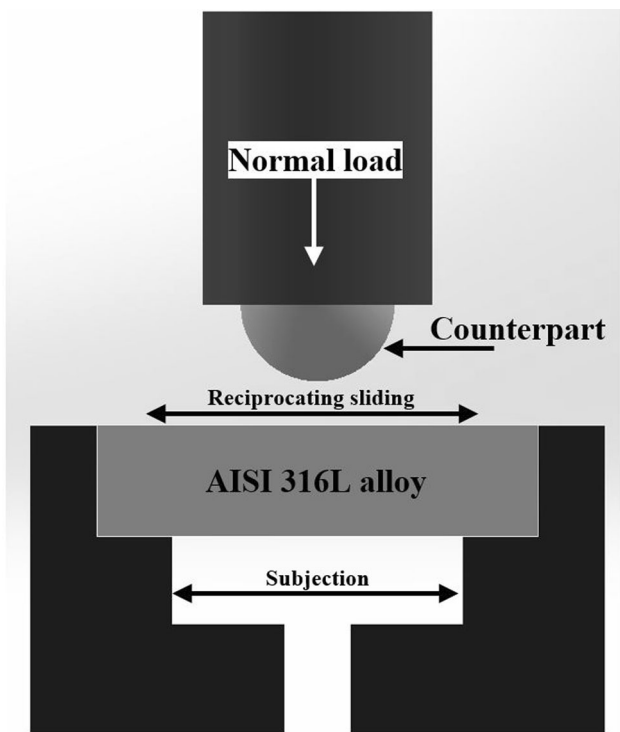 Normal load
Counterpart
Reciprocating sliding
AISI 316L alloy
Subjection